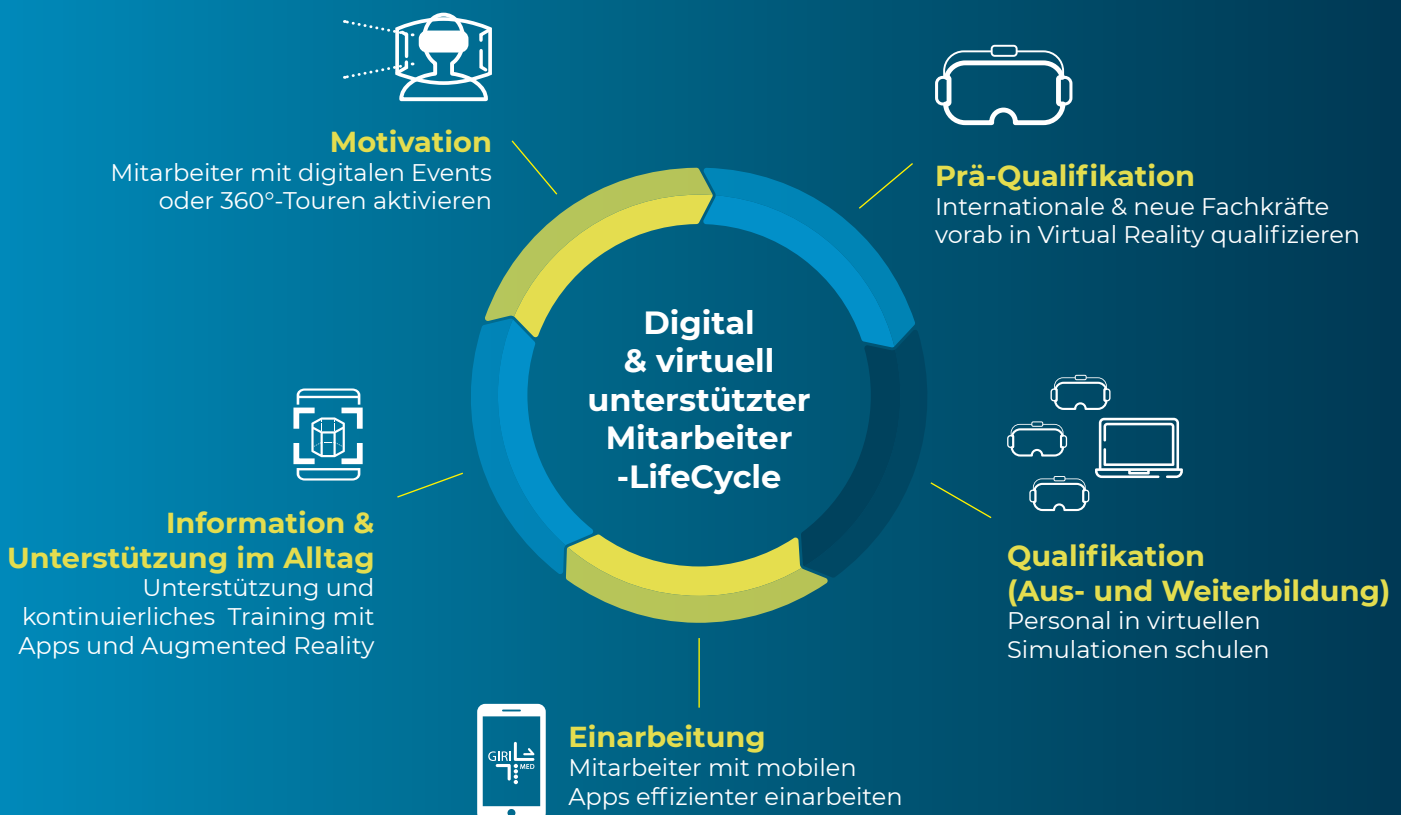 Motivation
Mitarbeiter mit digitalen Events
oder 360°-Touren aktivieren
Prä-Qualifikation
Internationale & neue Fachkräfte
vorab in Virtual Reality qualifizieren
Digital
& virtuell
unterstützter
Mitarbeiter
-LifeCycle
Information &
Unterstützung im Alltag
Unterstützung und
kontinuierliches Training mit
Apps und Augmented Reality
Qualifikation
(Aus- und Weiterbildung)
Personal in virtuellen
Simulationen schulen
Einarbeitung
Mitarbeiter mit mobilen
Apps effizienter einarbeiten
GIRL
MED